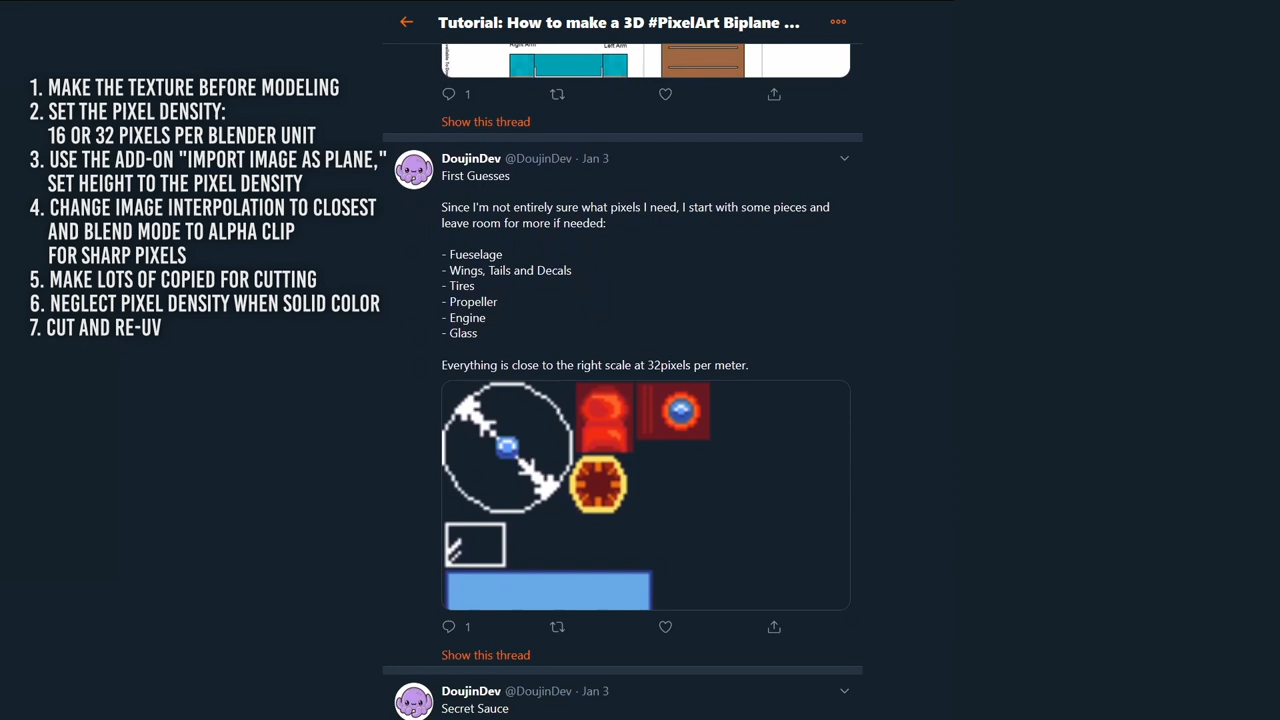 Tutorial: How to make a 3D #PixelArt Biplane ...
1. MAKE THE TEXTURE BEFORE MODELING
2. SET THE PIXEL DENSITY:
16 OR 32 PIXELS PER BLENDER UNIT
3. USE THE ADD-ON "IMPORT IMAGE AS PLANE,"
SET HEIGHT TO THE PIXEL DENSITY
4. CHANGE IMAGE INTERPOLATION TO CLOSEST
AND BLEND MODE TO ALPHA CLIP
FOR SHARP PIXELS
5. MAKE LOTS OF COPIED FOR CUTTING
6. NEGLECT PIXEL DENSITY WHEN SOLID COLOR
7. CUT AND RE-UV
Left Arm
1
Show this thread
DoujinDev @DoujinDev · Jan 3
First Guesses
Since I'm not entirely sure what pixels I need, I start with some pieces and
leave room for more if needed:
- Fueselage
- Wings, Tails and Decals
- Tires
- Propeller
- Engine
- Glass
Everything is close to the right scale at 32pixels per meter.
1
Show this thread
DoujinDev @DoujinDev · Jan 3
Secret Sauce